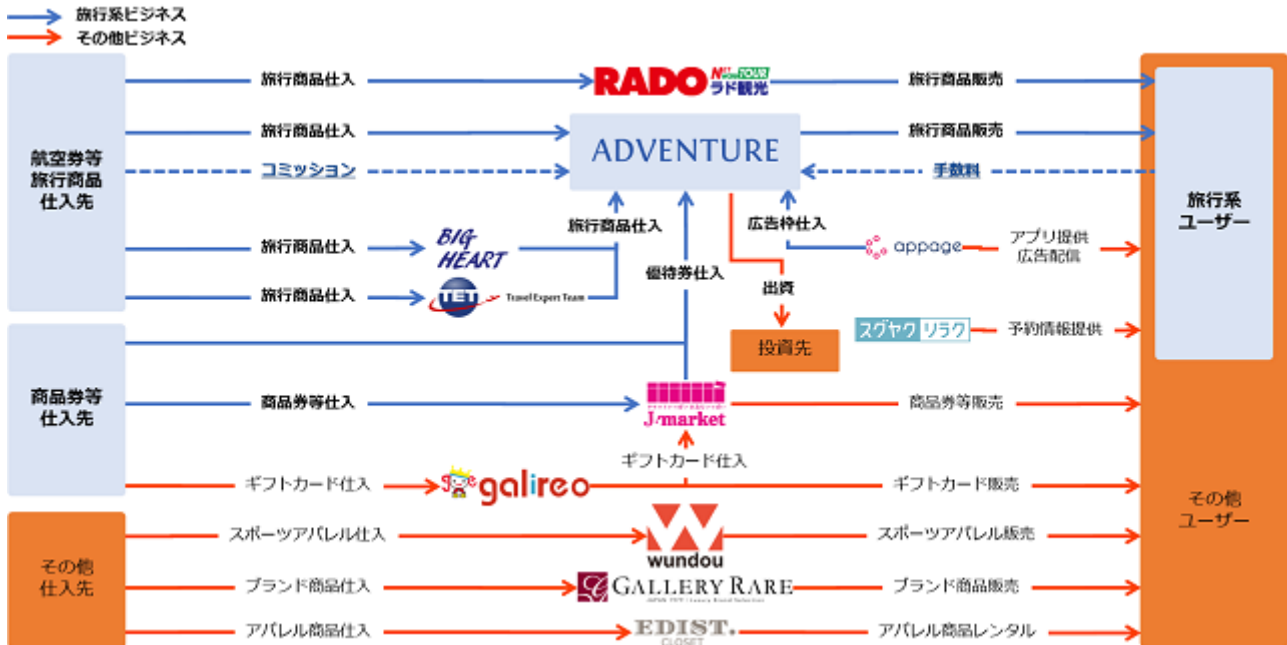 旅行系ビジネス
その他ビジネス
旅行商品仕入
RADO
NET WORK TOUR
ラド観光
旅行商品販売
航空券等
旅行商品
仕入先
旅行商品仕入
ADVENTURE
旅行商品販売
コミッション
手数料
旅行系
ユーザー
旅行商品仕入
BIG
HEART
旅行商品仕入
広告枠仕入
appage
アプリ提供
広告配信
旅行商品仕入
TET
Travel Expert Team
優待券仕入
出資
投資先
スグヤク リラク
予約情報提供
商品券等
仕入先
商品券等仕入
J-market
商品券等販売
ギフトカード仕入
ギフトカード仕入
galireo
ギフトカード販売
その他
ユーザー
その他
仕入先
スポーツアパレル仕入
wundou
スポーツアパレル販売
ブランド商品仕入
GALLERY RARE
ブランド商品販売
アパレル商品仕入
EDIST.
CLOSET
アパレル商品レンタル